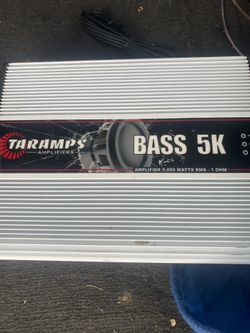 TARAMPS
AMPLIFIERS
BASS 5K
AMPLIFIER 5.000 WATTS RMS - 1 OHM